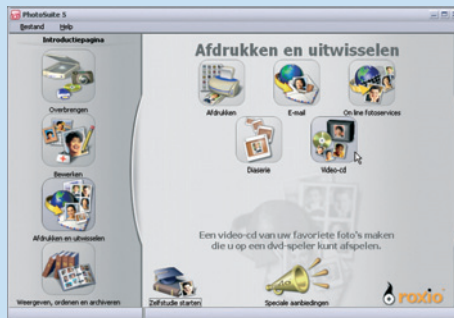 PhotoSuite 5
Bestand Help
Introductiepagina
Overbrengen
Bewerken
Afdrukken en uitwisselen
Weergeven, ordenen en archiveren
Afdrukken en uitwisselen
Afdrukken E-mail On line fotoservices
Diaserie Video-cd
Een video-cd van uw favoriete foto's maken
die u op een dvd-speler kunt afspelen.
Zelfstudie starten Speciale aanbiedingen roxio